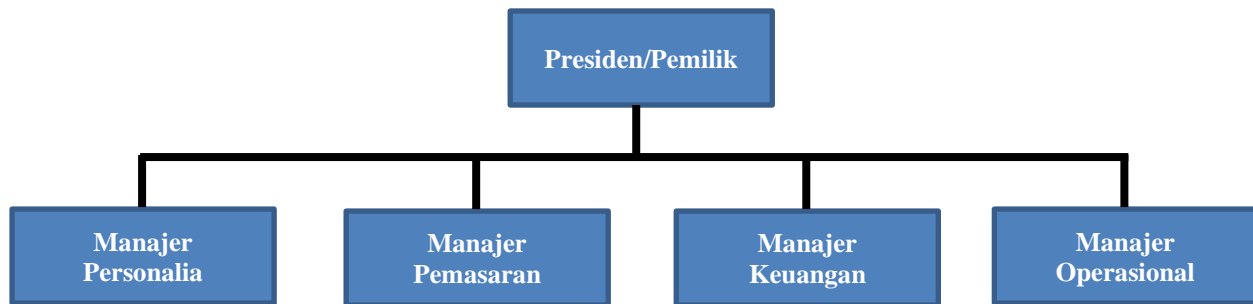 Presiden/Pemilik
Manajer
Personalia
Manajer
Pemasaran
Manajer
Keuangan
Manajer
Operasional